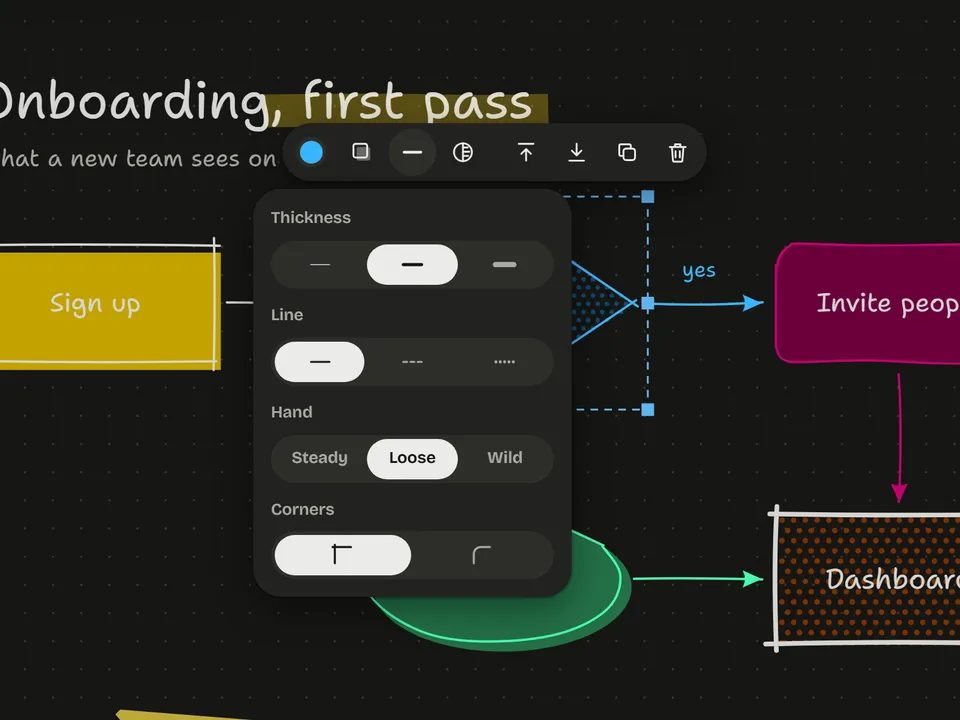 Onboarding, first pass
hat a new team sees on
Thickness
Line
Hand
Steady Loose Wild
Corners
Sign up
yes
Invite peop
Dashboard